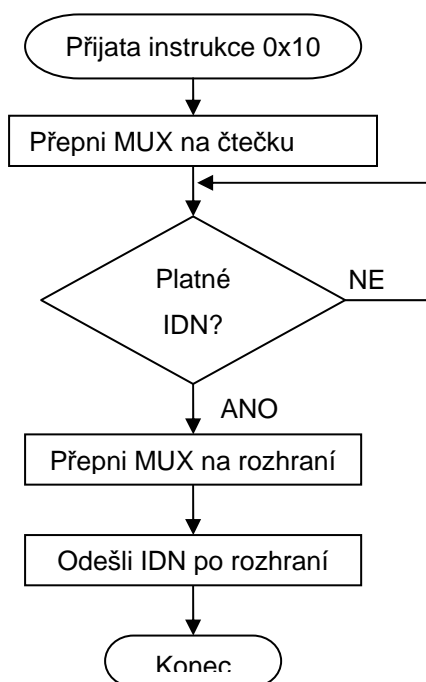 Přijata instrukce 0x10
Přepni MUX na čtečku
Platné
IDN?
NE
ANO
Přepni MUX na rozhraní
Odešli IDN po rozhraní
Konec